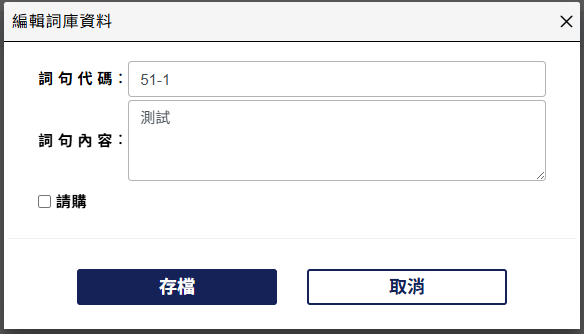 編輯詞庫資料
詞句代碼：51-1
詞句內容：測試
請購
存檔 取消